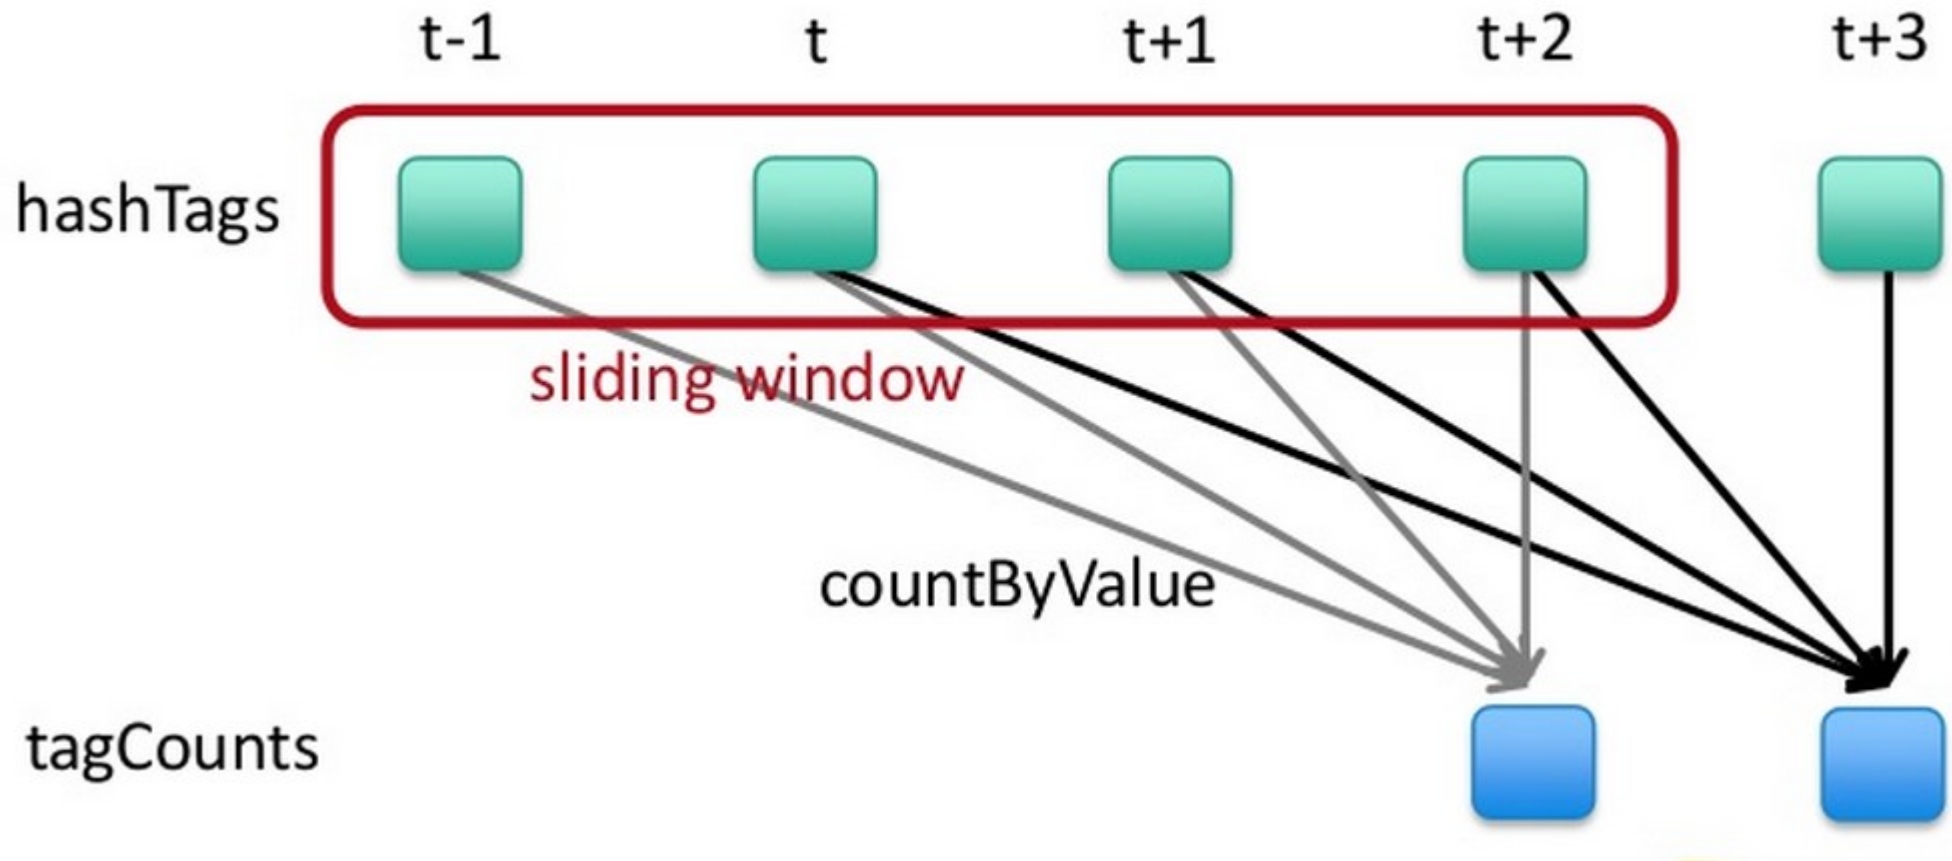 t-1 t t+1 t+2 t+3
hashTags
sliding window
countByValue
tagCounts